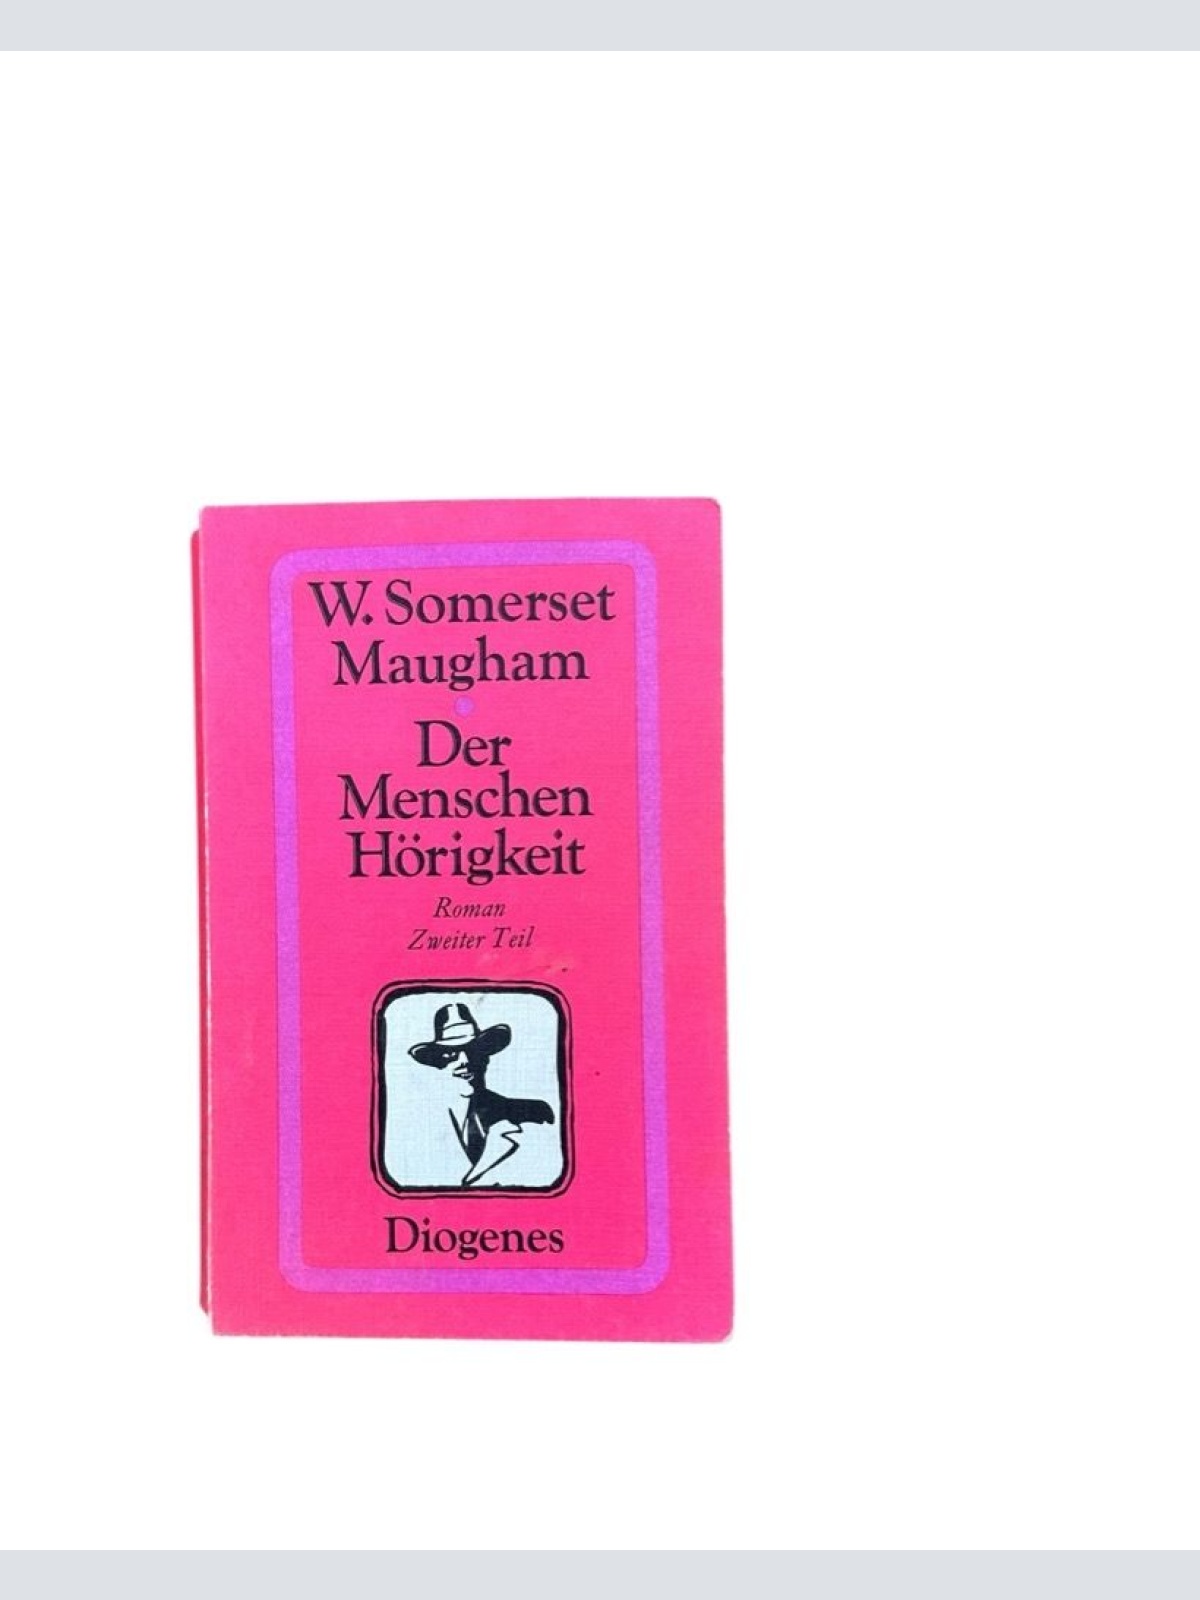 W. Somerset
Maugham
Der
Menschen
Hörigkeit
Roman
Zweiter Teil
Diogenes